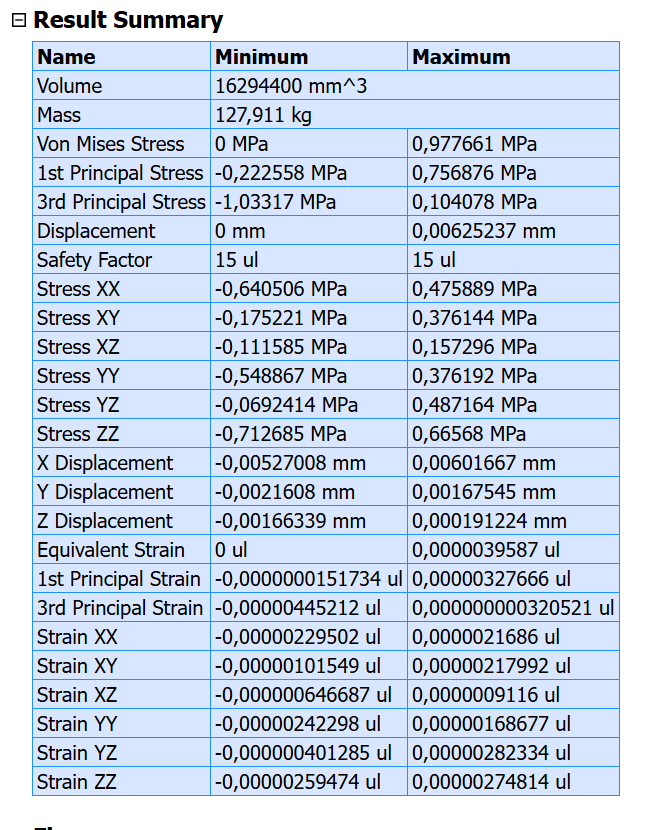 Result Summary
Name Minimum Maximum
Volume 16294400 mm^3
Mass 127,911 kg
Von Mises Stress 0 MPa 0,977661 MPa
1st Principal Stress -0,222558 MPa 0,756876 MPa
3rd Principal Stress -1,03317 MPa 0,104078 MPa
Displacement 0 mm 0,00625237 mm
Safety Factor 15 ul 15 ul
Stress XX -0,640506 MPa 0,475889 MPa
Stress XY -0,175221 MPa 0,376144 MPa
Stress XZ -0,111585 MPa 0,157296 MPa
Stress YY -0,548867 MPa 0,376192 MPa
Stress YZ -0,0692414 MPa 0,487164 MPa
Stress ZZ -0,712685 MPa 0,66568 MPa
X Displacement -0,00527008 mm 0,00601667 mm
Y Displacement -0,0021608 mm 0,00167545 mm
Z Displacement -0,00166339 mm 0,000191224 mm
Equivalent Strain 0 ul 0,0000039587 ul
1st Principal Strain -0,0000000151734 ul 0,00000327666 ul
3rd Principal Strain -0,00000445212 ul 0,000000000320521 ul
Strain XX -0,00000229502 ul 0,0000021686 ul
Strain XY -0,00000101549 ul 0,00000217992 ul
Strain XZ -0,000000646687 ul 0,0000009116 ul
Strain YY -0,00000242298 ul 0,00000168677 ul
Strain YZ -0,000000401285 ul 0,00000282334 ul
Strain ZZ -0,00000259474 ul 0,00000274814 ul